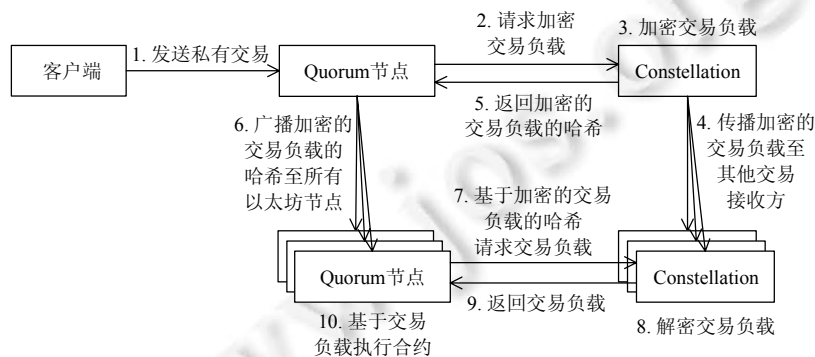 客户端
1. 发送私有交易
Quorum节点
2. 请求加密
交易负载
3. 加密交易负载
Constellation
5. 返回加密的
交易负载的哈希
6. 广播加密的
交易负载的
哈希至所有
以太坊节点
4. 传播加密的
交易负载至
其他交易
接收方
7. 基于加密的交易
负载的哈希
请求交易负载
Quorum节点
Constellation
9. 返回交易负载
10. 基于交易
负载执行合约
8. 解密交易负载